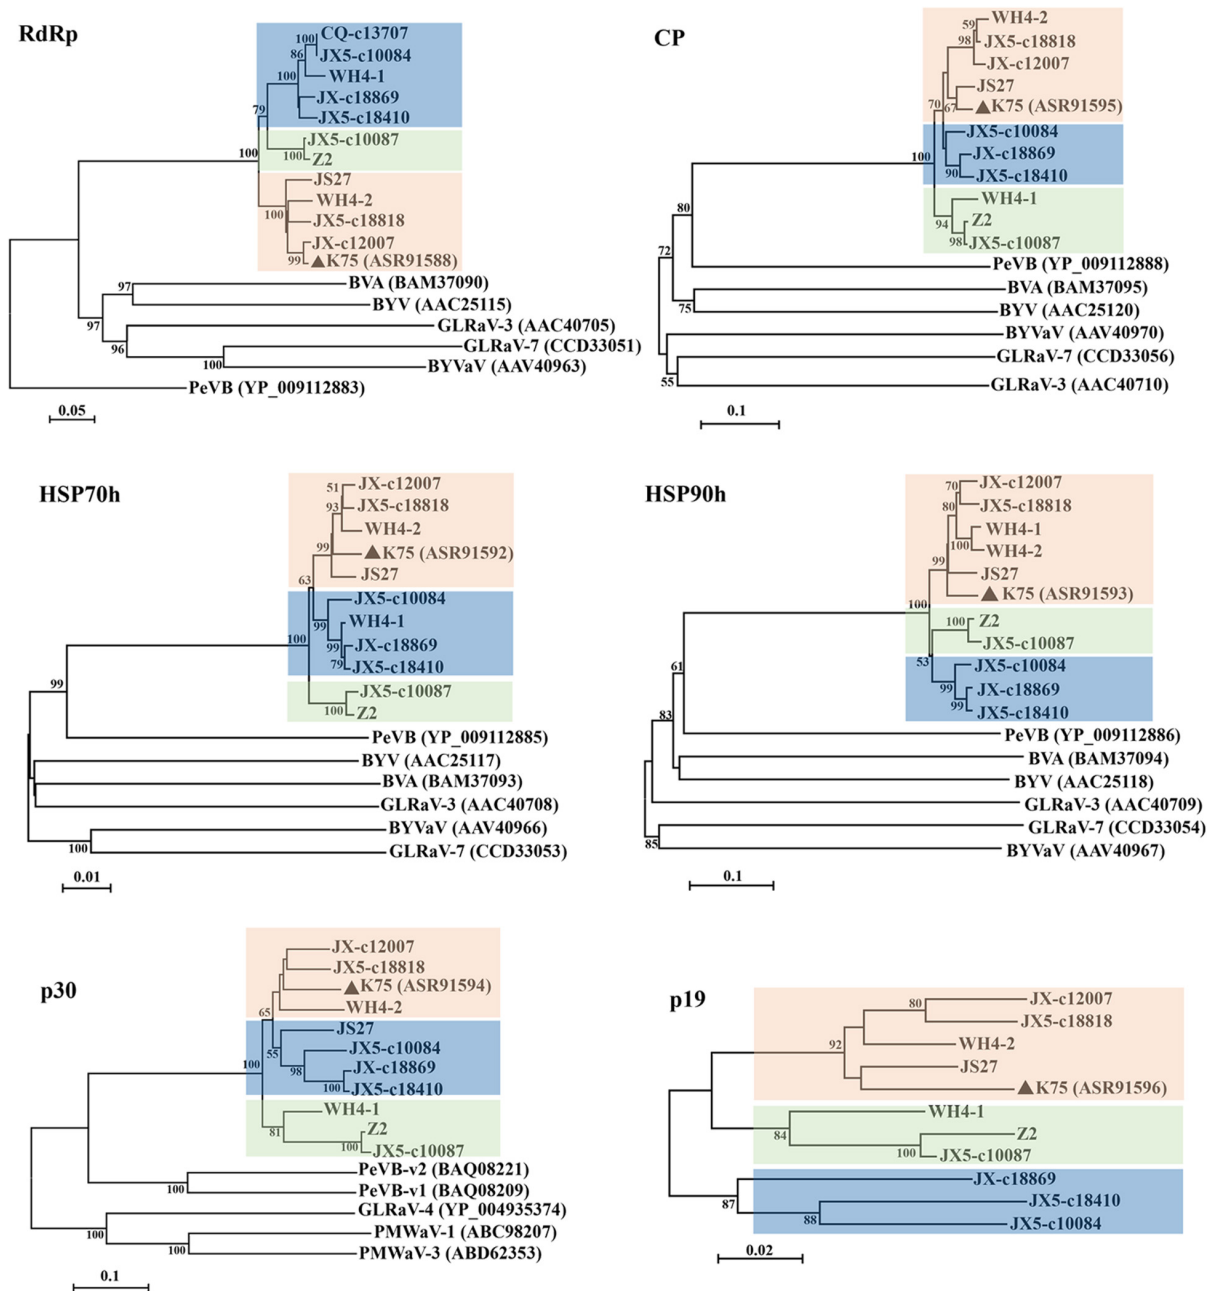 RdRp
100
CQ-c13707
86
JX5-c10084
100
WH4-1
JX-c18869
79
JX5-c18410
JX5-c10087
100
100
Z2
JS27
WH4-2
100
JX5-c18818
JX-c12007
99
K75 (ASR91588)
97
BVA (BAM37090)
BYV (AAC25115)
97
GLRaV-3 (AAC40705)
96
GLRaV-7 (CCD33051)
100
BYVaV (AAV40963)
PeVB (YP_009112883)
0.05
CP
59
WH4-2
98
JX5-c18818
JX-c12007
JS27
70
67
K75 (ASR91595)
JX5-c10084
100
JX-c18869
90
JX5-c18410
WH4-1
94
Z2
98
JX5-c10087
80
PeVB (YP_009112888)
72
BVA (BAM37095)
75
BYV (AAC25120)
BYVaV (AAV40970)
GLRaV-7 (CCD33056)
55
GLRaV-3 (AAC40710)
0.1
HSP70h
51
JX-c12007
93
JX5-c18818
WH4-2
99
K75 (ASR91592)
JS27
63
JX5-c10084
99
WH4-1
100
99
JX-c18869
79
JX5-c18410
JX5-c10087
100
Z2
99
PeVB (YP_009112885)
BYV (AAC25117)
BVA (BAM37093)
GLRaV-3 (AAC40708)
BYVaV (AAV40966)
100
GLRaV-7 (CCD33053)
0.01
HSP90h
70
JX-c12007
80
JX5-c18818
WH4-1
100
WH4-2
99
JS27
K75 (ASR91593)
100
100
Z2
JX5-c10087
53
JX5-c10084
99
JX-c18869
99
JX5-c18410
61
83
PeVB (YP_009112886)
BVA (BAM37094)
BYV (AAC25118)
GLRaV-3 (AAC40709)
GLRaV-7 (CCD33054)
85
BYVaV (AAV40967)
0.1
p30
JX-c12007
JX5-c18818
K75 (ASR91594)
WH4-2
65
JS27
55
JX5-c10084
100
98
JX-c18869
100
JX5-c18410
WH4-1
81
Z2
100
JX5-c10087
PeVB-v2 (BAQ08221)
100
PeVB-v1 (BAQ08209)
GLRaV-4 (YP_004935374)
100
PMWaV-1 (ABC98207)
100
PMWaV-3 (ABD62353)
0.1
p19
80
JX-c12007
JX5-c18818
92
WH4-2
JS27
K75 (ASR91596)
WH4-1
84
Z2
100
JX5-c10087
JX-c18869
87
JX5-c18410
88
JX5-c10084
0.02